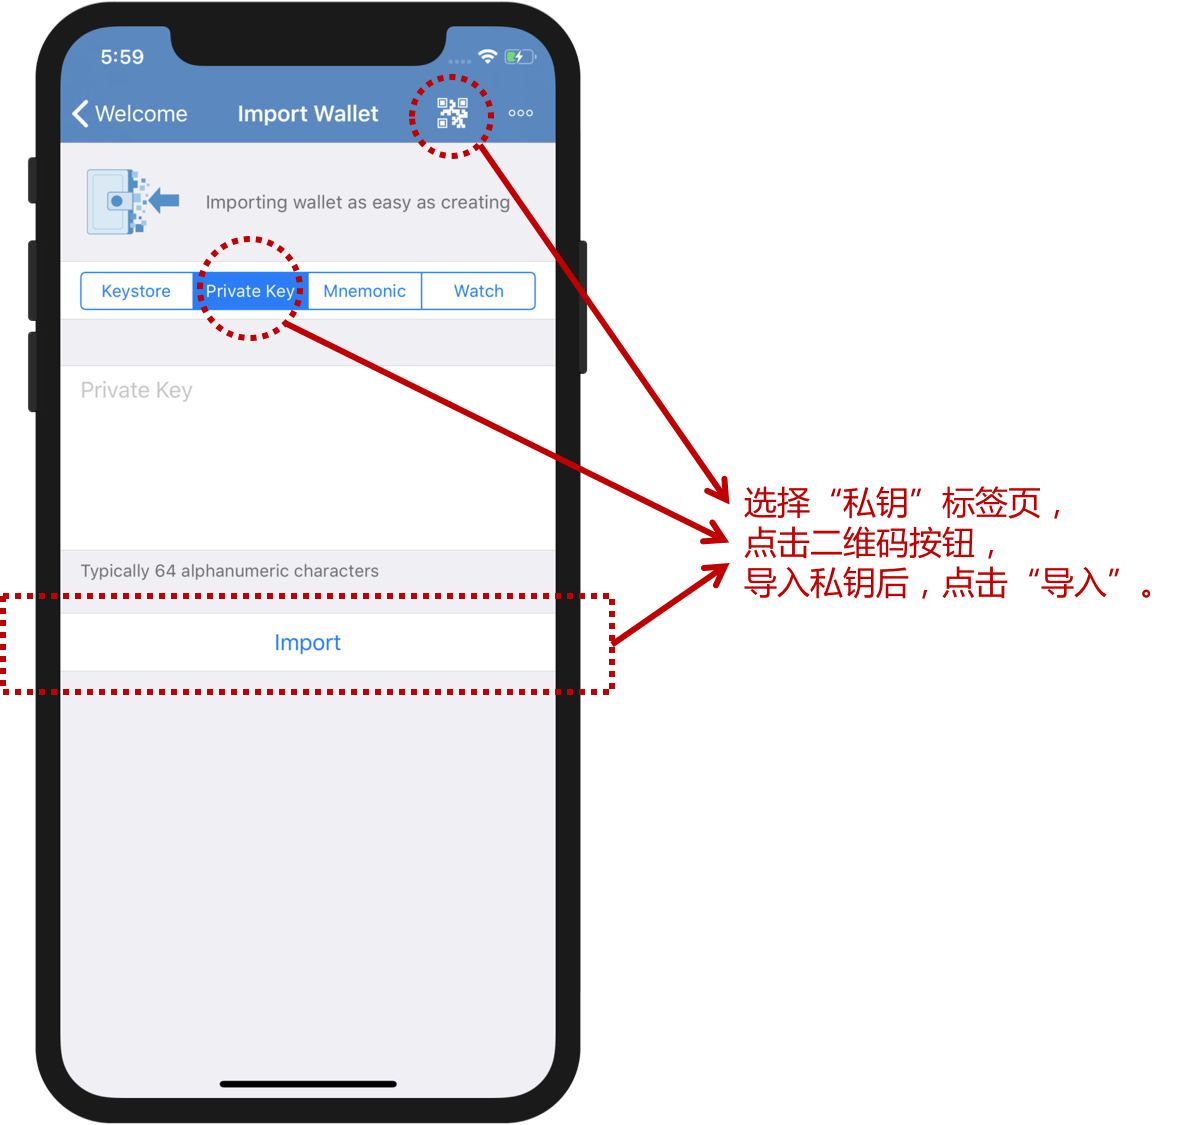 5:59
Welcome
Import Wallet
Importing wallet as easy as creating
Keystore
Private Key
Mnemonic
Watch
Private Key
Typically 64 alphanumeric characters
Import
选择“私钥”标签页，
点击二维码按钮，
导入私钥后，点击“导入”。